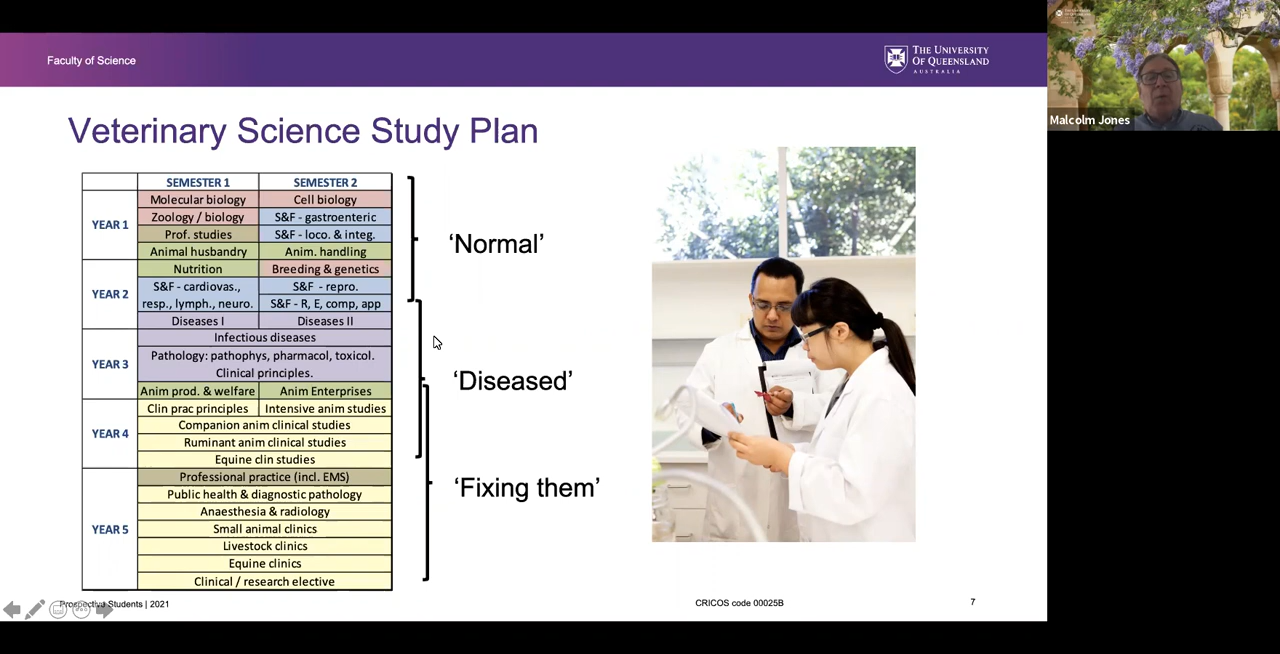 Faculty of Science
THE UNIVERSITY
OF QUEENSLAND
AUSTRALIA
Malcolm Jones
Veterinary Science Study Plan
SEMESTER 1 SEMESTER 2
YEAR 1
Molecular biology Cell biology
Zoology / biology S&F - gastroenteric
Prof. studies S&F - loco. & integ.
Animal husbandry Anim. handling
YEAR 2
Nutrition Breeding & genetics
S&F - cardiovas., S&F - repro.
resp., lymph., neuro. S&F - R, E, comp, app
Diseases I Diseases II
YEAR 3
Infectious diseases
Pathology: pathophys, pharmacol, toxicol.
Clinical principles.
Anim prod. & welfare Anim Enterprises
YEAR 4
Clin prac principles Intensive anim studies
Companion anim clinical studies
Ruminant anim clinical studies
Equine clin studies
YEAR 5
Professional practice (incl. EMS)
Public health & diagnostic pathology
Anaesthesia & radiology
Small animal clinics
Livestock clinics
Equine clinics
Clinical / research elective
‘Normal’
‘Diseased’
‘Fixing them’
Prospective Students | 2021
CRICOS code 00025B
7